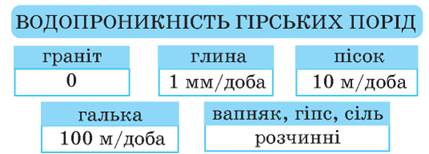 ВОДОПРОНИКНІСТЬ ГІРСЬКИХ ПОРІД
граніт
0
глина
1 мм/доба
пісок
10 м/доба
галька
100 м/доба
вапняк, гіпс, сіль
розчинні